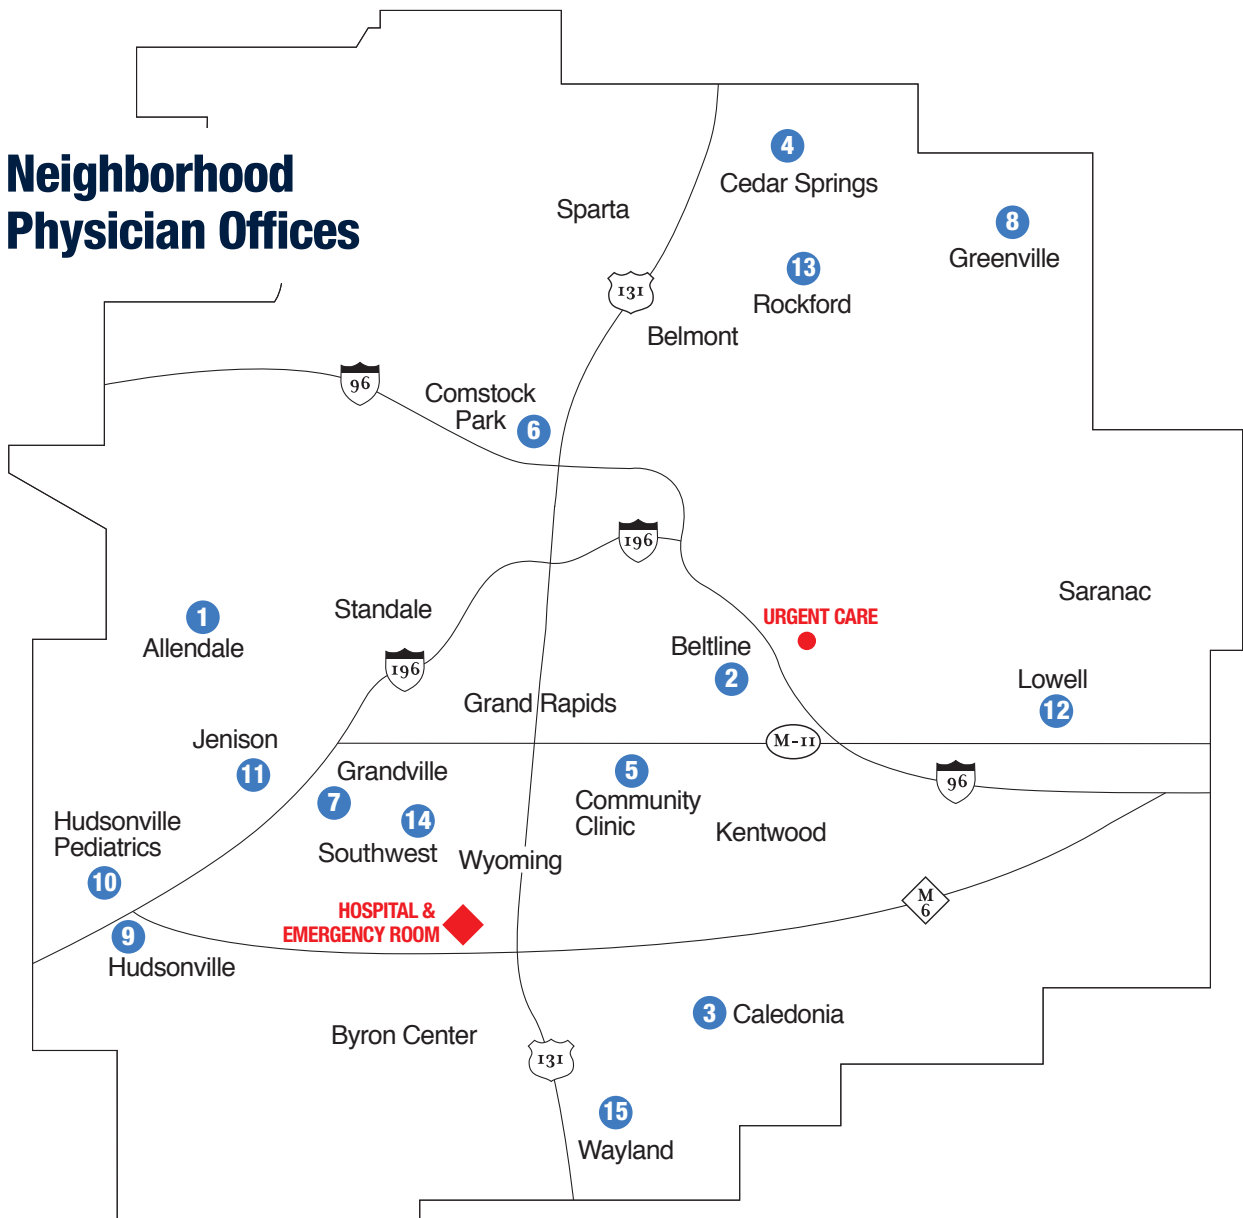 Neighborhood
Physician Offices
4
Cedar Springs
Sparta
8
Greenville
13
Rockford
131
Belmont
96
Comstock
Park
6
196
Saranac
1
Allendale
Standale
URGENT CARE
Beltline
2
196
Lowell
12
Grand Rapids
Jenison
11
M-11
Grandville
7
5
Community
Clinic
96
14
Southwest
Kentwood
Hudsonville
Pediatrics
10
Wyoming
HOSPITAL &
EMERGENCY ROOM
M
6
9
Hudsonville
3 Caledonia
Byron Center
131
15
Wayland